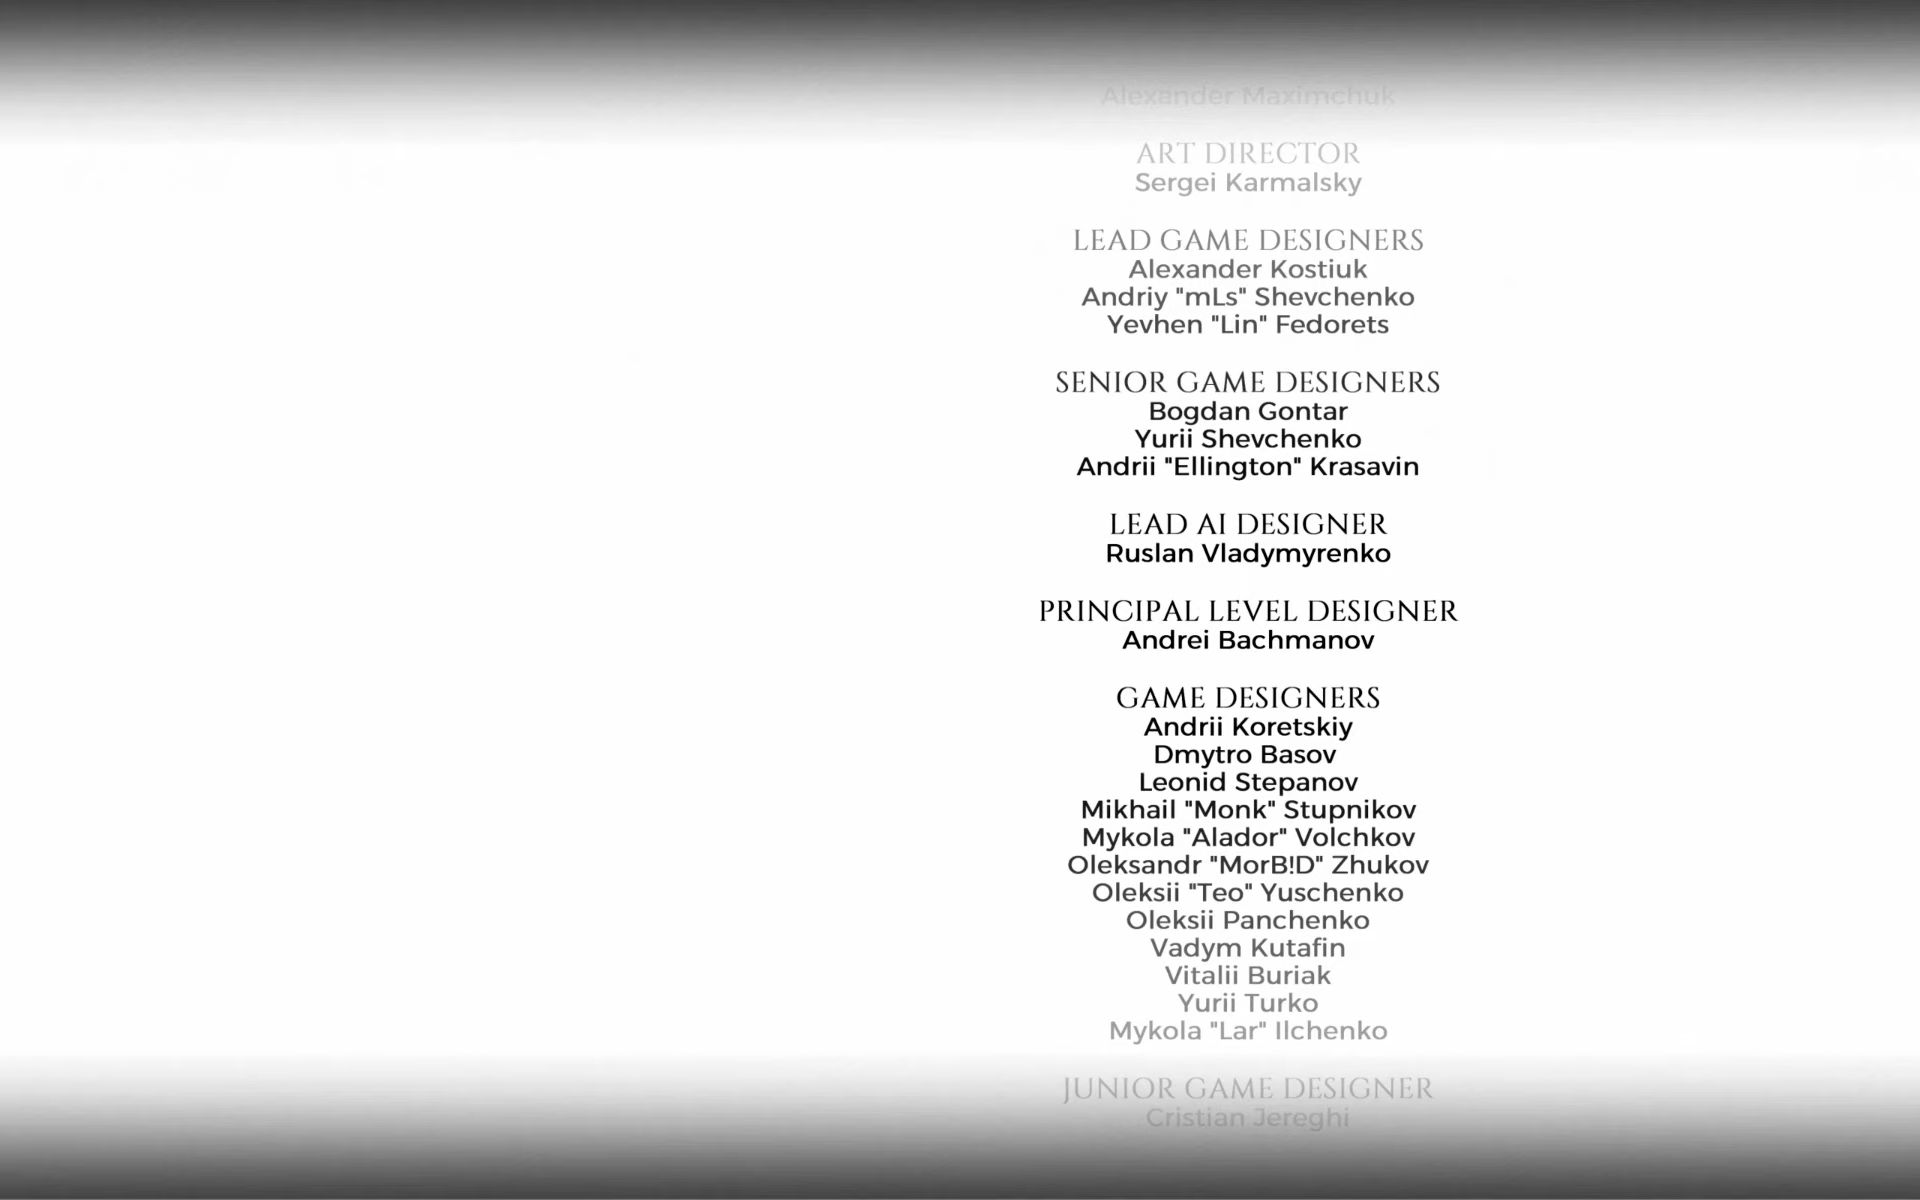 Alexander Maximchuk
ART DIRECTOR
Sergei Karmalsky
LEAD GAME DESIGNERS
Alexander Kostiuk
Andriy "mLs" Shevchenko
Yevhen "Lin" Fedorets
SENIOR GAME DESIGNERS
Bogdan Gontar
Yurii Shevchenko
Andrii "Ellington" Krasavin
LEAD AI DESIGNER
Ruslan Vladymyrenko
PRINCIPAL LEVEL DESIGNER
Andrei Bachmanov
GAME DESIGNERS
Andrii Koretskiy
Dmytro Basov
Leonid Stepanov
Mikhail "Monk" Stupnikov
Mykola "Alador" Volchkov
Oleksandr "MorB!D" Zhukov
Oleksii "Teo" Yuschenko
Oleksii Panchenko
Vadym Kutafin
Vitalii Buriak
Yurii Turko
Mykola "Lar" Ilchenko
JUNIOR GAME DESIGNER
Cristian Jereghi